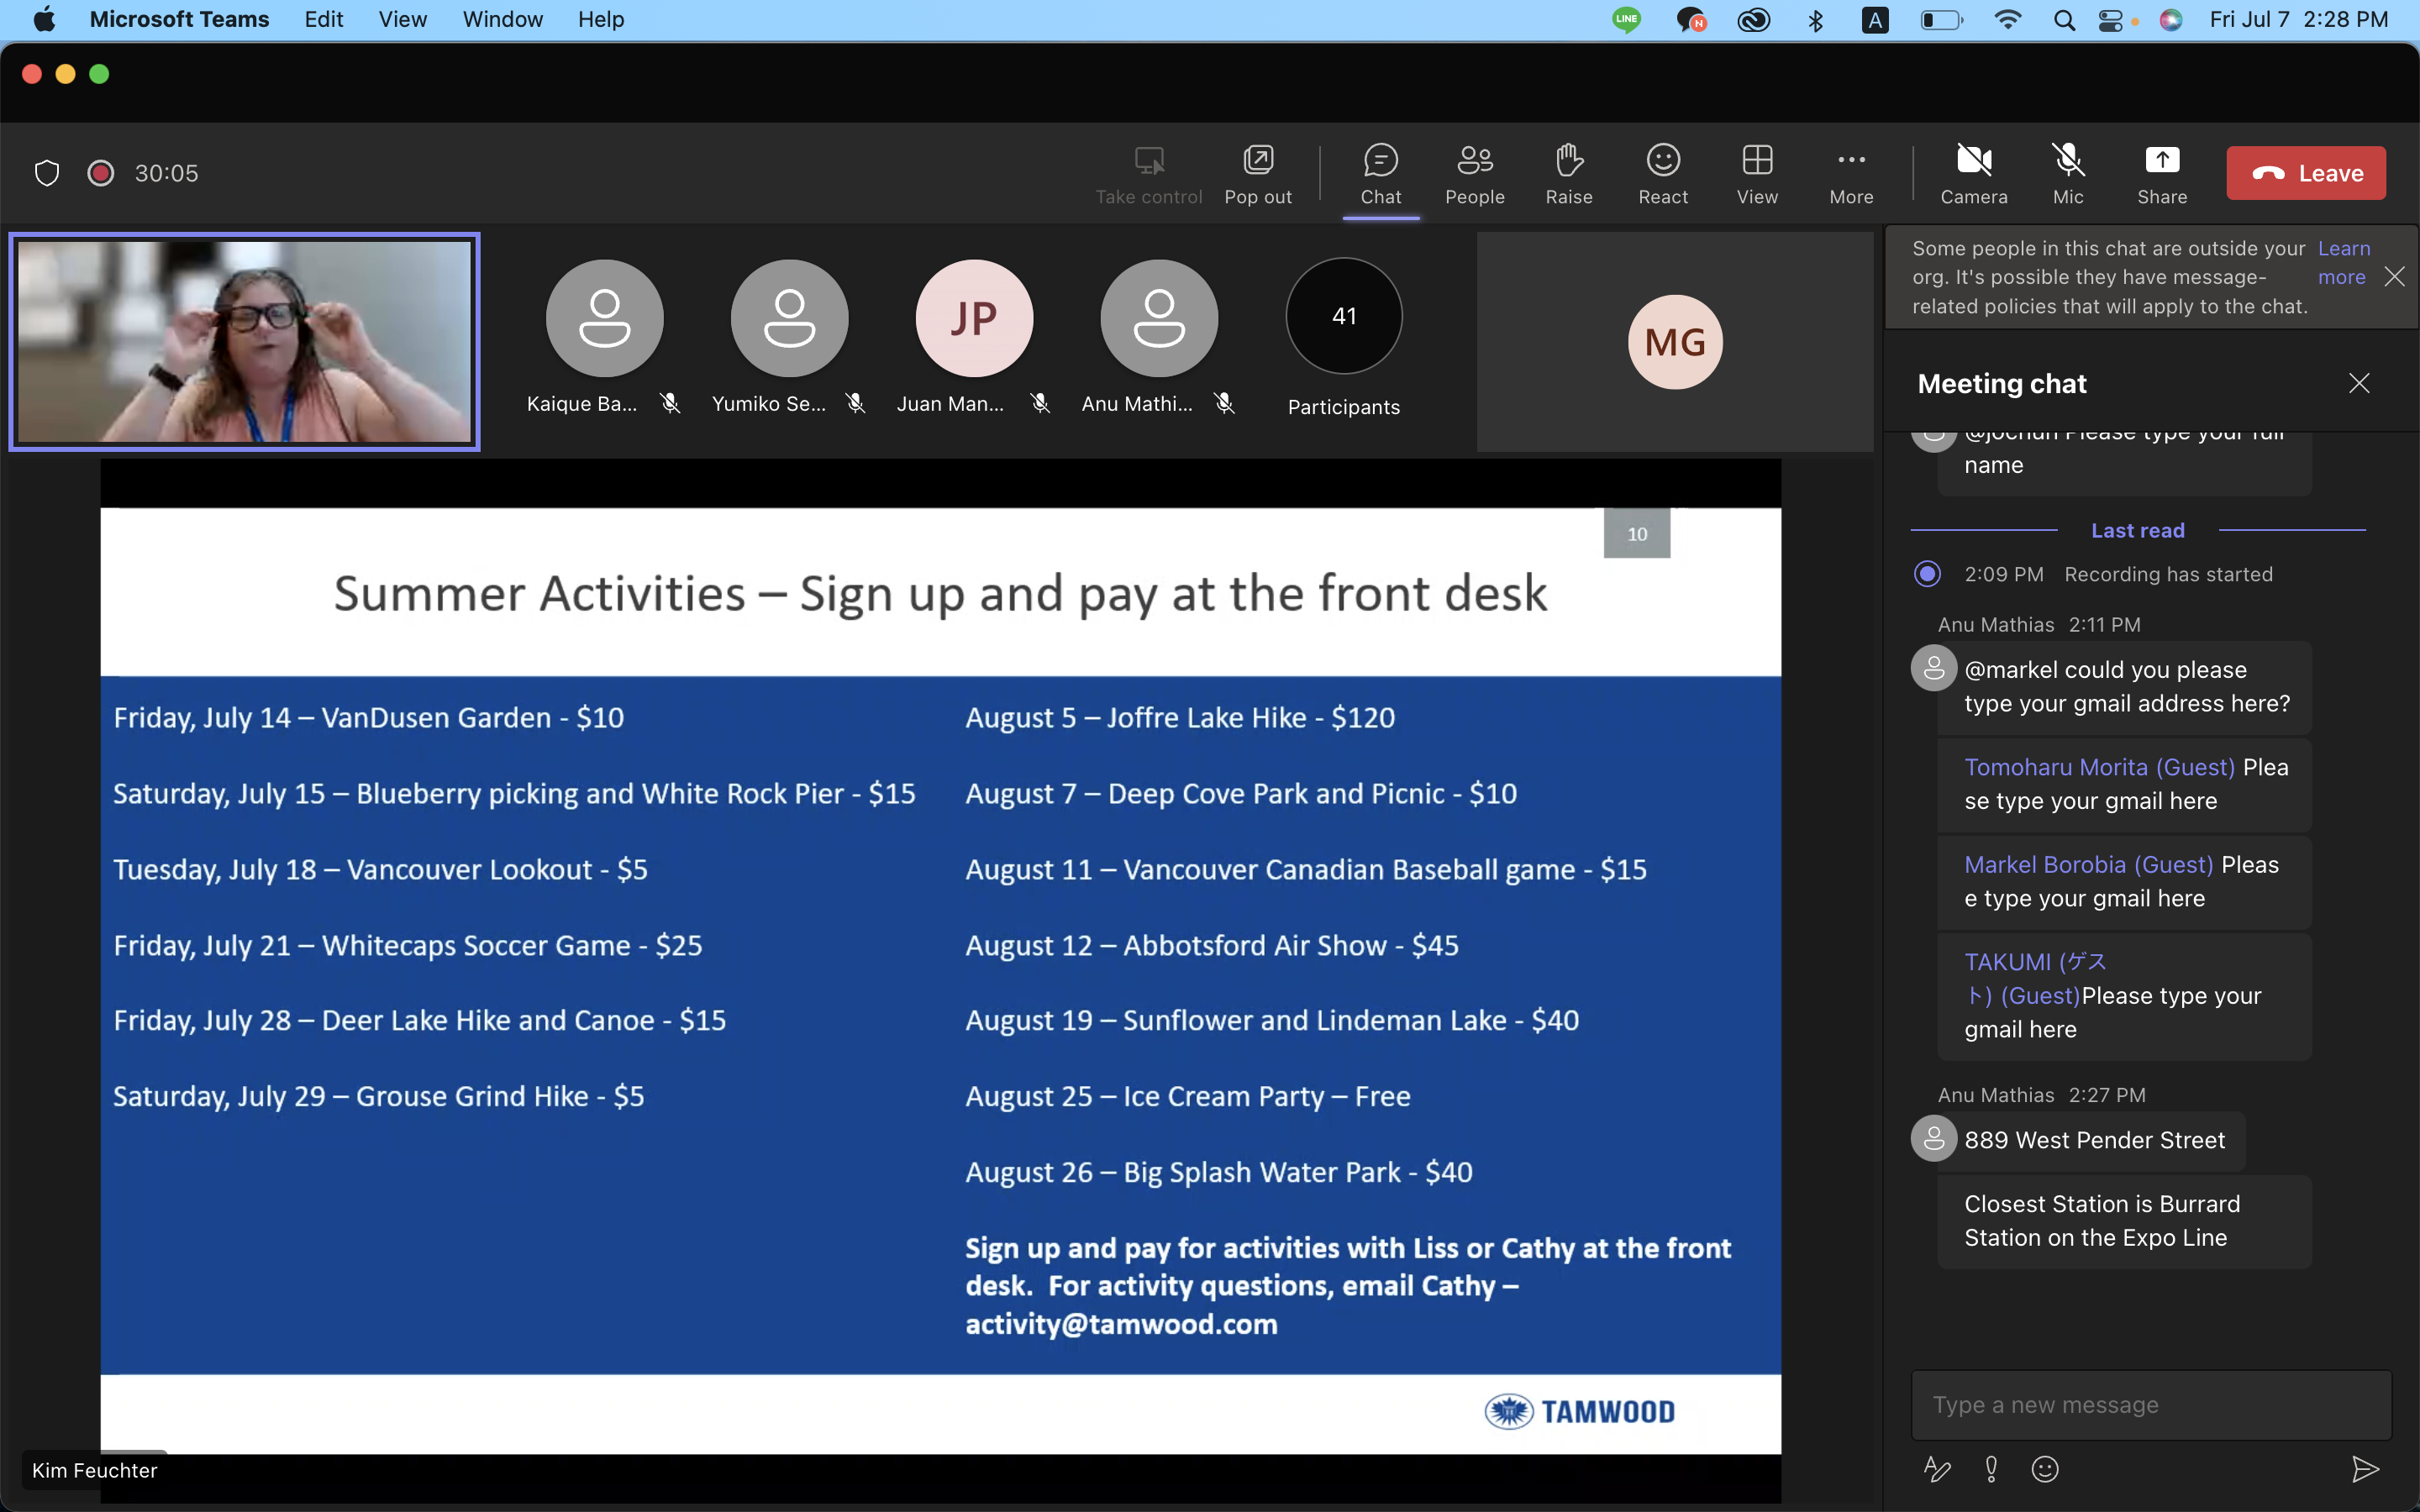 Microsoft Teams Edit View Window Help
LINE N A Fri Jul 7 2:28 PM
30:05
Take control Pop out Chat People Raise React View More Camera Mic Share Leave
Kaique Ba... Yumiko Se... JP Juan Man... Anu Mathi... 41 Participants
MG
Some people in this chat are outside your
org. It's possible they have message-
related policies that will apply to the chat.
Learn
more
10
Summer Activities – Sign up and pay at the front desk
Friday, July 14 – VanDusen Garden - $10
Saturday, July 15 – Blueberry picking and White Rock Pier - $15
Tuesday, July 18 – Vancouver Lookout - $5
Friday, July 21 – Whitecaps Soccer Game - $25
Friday, July 28 – Deer Lake Hike and Canoe - $15
Saturday, July 29 – Grouse Grind Hike - $5
August 5 – Joffre Lake Hike - $120
August 7 – Deep Cove Park and Picnic - $10
August 11 – Vancouver Canadian Baseball game - $15
August 12 – Abbotsford Air Show - $45
August 19 – Sunflower and Lindeman Lake - $40
August 25 – Ice Cream Party – Free
August 26 – Big Splash Water Park - $40
Sign up and pay for activities with Liss or Cathy at the front
desk. For activity questions, email Cathy –
activity@tamwood.com
TAMWOOD
Kim Feuchter
Meeting chat
Please type your full
name
Last read
2:09 PM Recording has started
Anu Mathias 2:11 PM
@markel could you please
type your gmail address here?
Tomoharu Morita (Guest) Plea
se type your gmail here
Markel Borobia (Guest) Pleas
e type your gmail here
TAKUMI (ゲス
ト) (Guest)Please type your
gmail here
Anu Mathias 2:27 PM
889 West Pender Street
Closest Station is Burrard
Station on the Expo Line
Type a new message